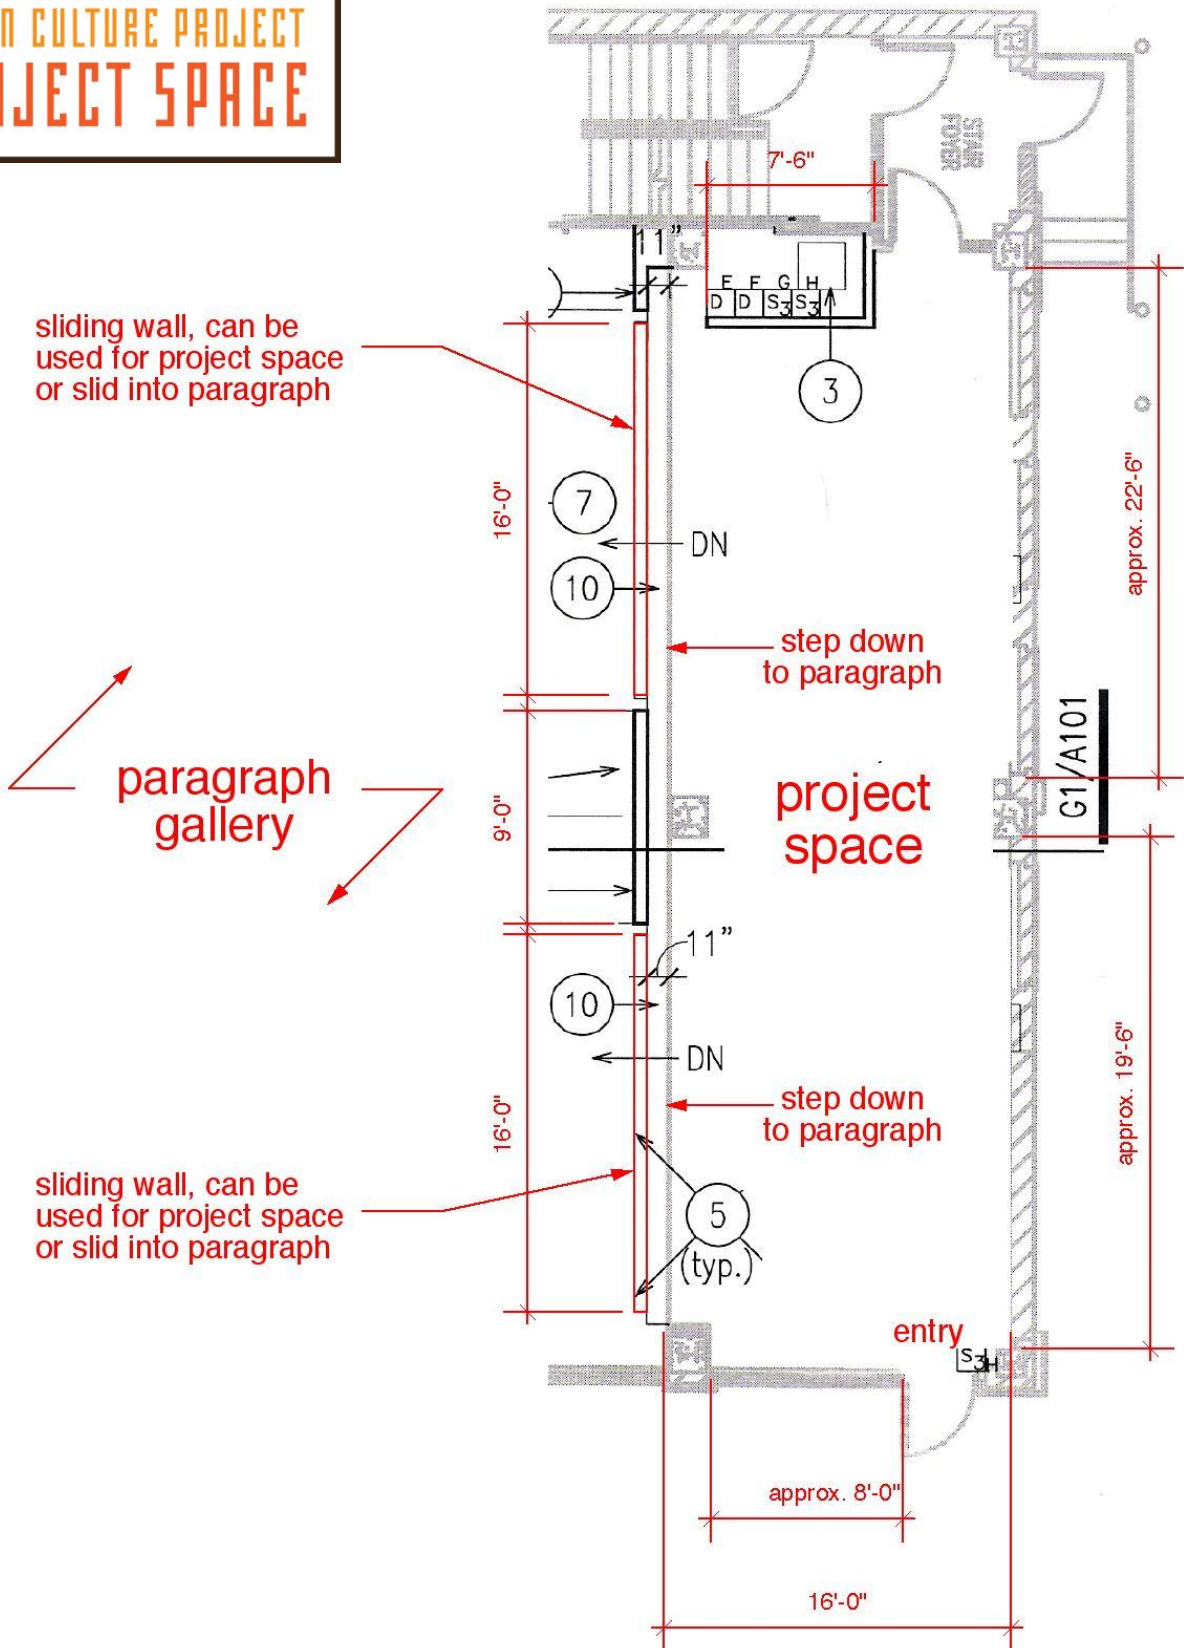 N CULTURE PROJECT
JECT SPACE
STAIR
FOYER
7'-6"
11"
E F G H
D D S3 S3
3
sliding wall, can be
used for project space
or slid into paragraph
16'-0"
7
DN
10
approx. 22'-6"
step down
to paragraph
G1/A101
paragraph
gallery
9'-0"
project
space
11"
10
DN
16'-0"
step down
to paragraph
approx. 19'-6"
sliding wall, can be
used for project space
or slid into paragraph
5
(typ.)
entry
S3
approx. 8'-0"
16'-0"